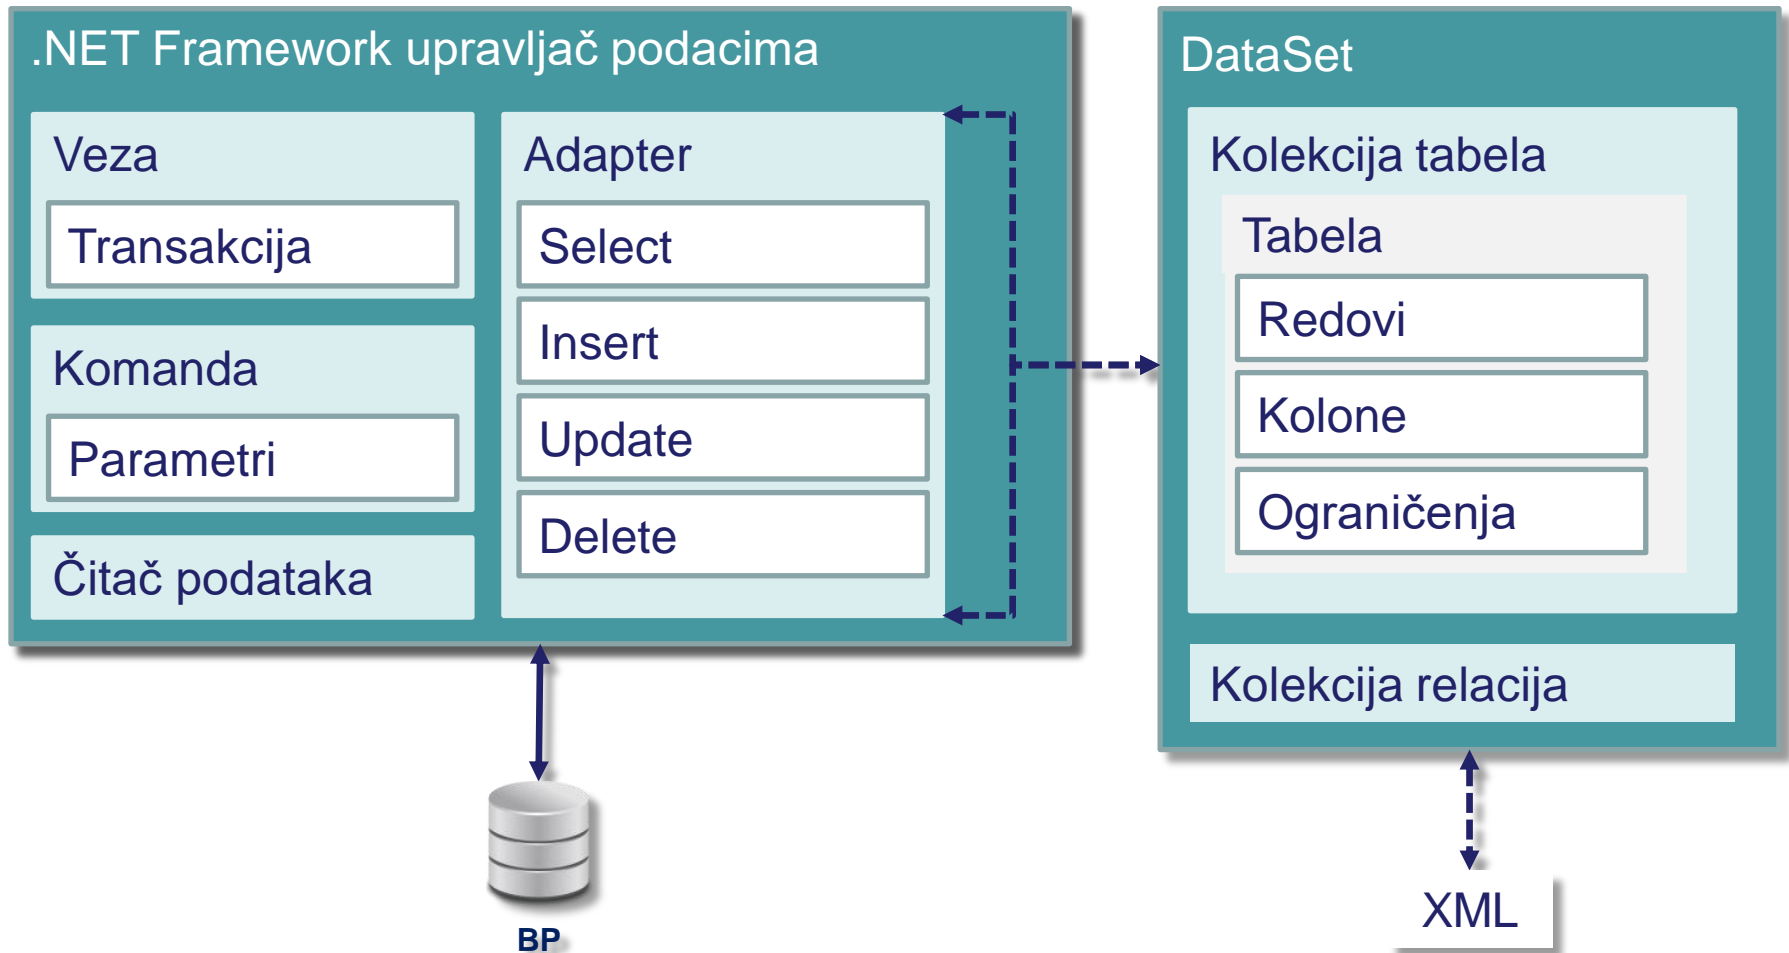 .NET Framework upravljač podacima
Veza
Transakcija
Komanda
Parametri
Čitač podataka
Adapter
Select
Insert
Update
Delete
BP
DataSet
Kolekcija tabela
Tabela
Redovi
Kolone
Ograničenja
Kolekcija relacija
XML